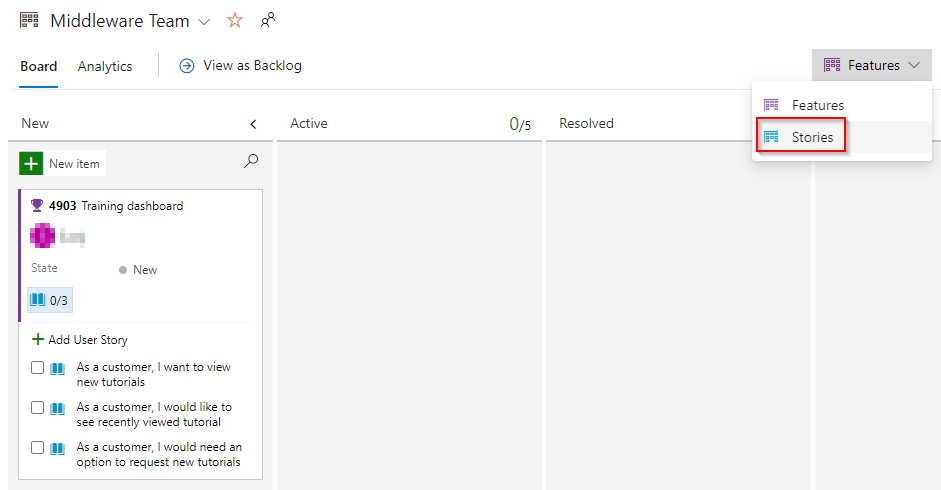 Middleware Team
Board Analytics View as Backlog Features
Features
Stories
New Active 0/5 Resolved
New item
4903 Training dashboard
State New
0/3
Add User Story
As a customer, I want to view
new tutorials
As a customer, I would like to
see recently viewed tutorial
As a customer, I would need an
option to request new tutorials